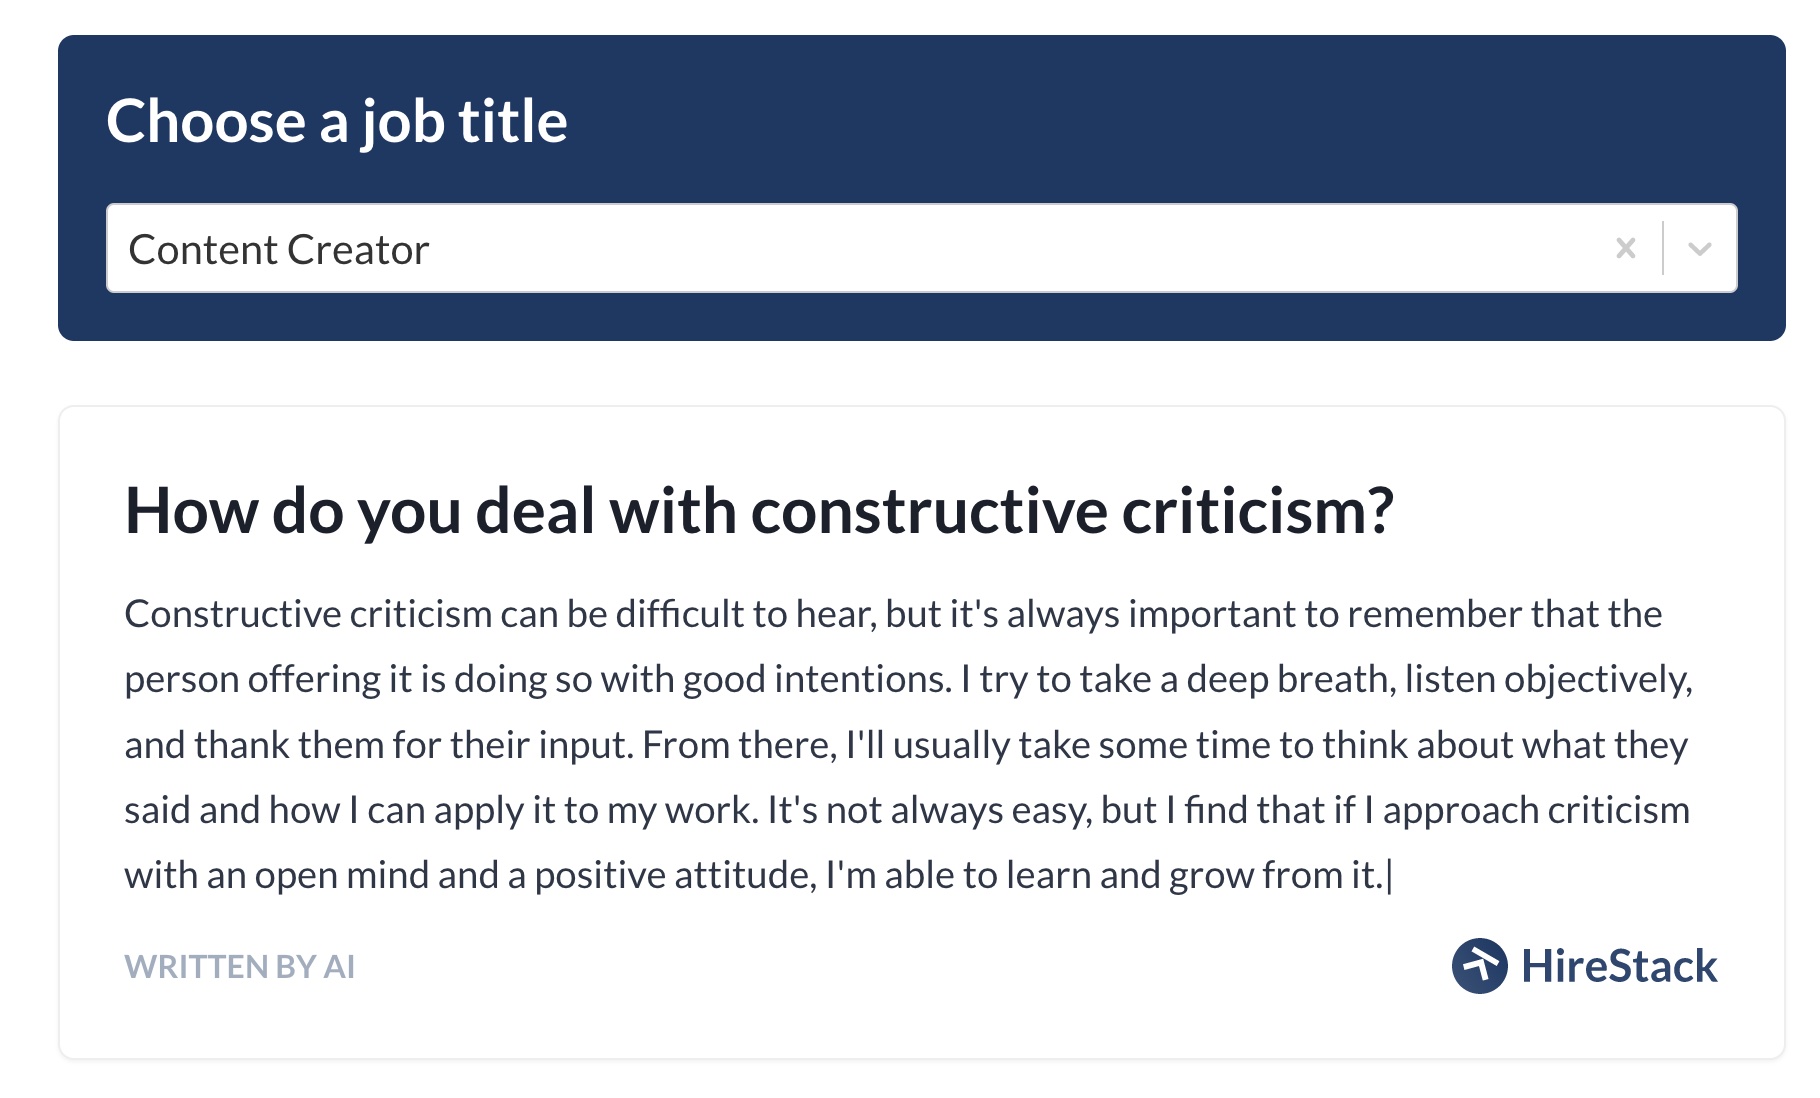 Choose a job title
Content Creator
How do you deal with constructive criticism?
Constructive criticism can be difficult to hear, but it's always important to remember that the
person offering it is doing so with good intentions. I try to take a deep breath, listen objectively,
and thank them for their input. From there, I'll usually take some time to think about what they
said and how I can apply it to my work. It's not always easy, but I find that if I approach criticism
with an open mind and a positive attitude, I'm able to learn and grow from it.
WRITTEN BY AI
HireStack